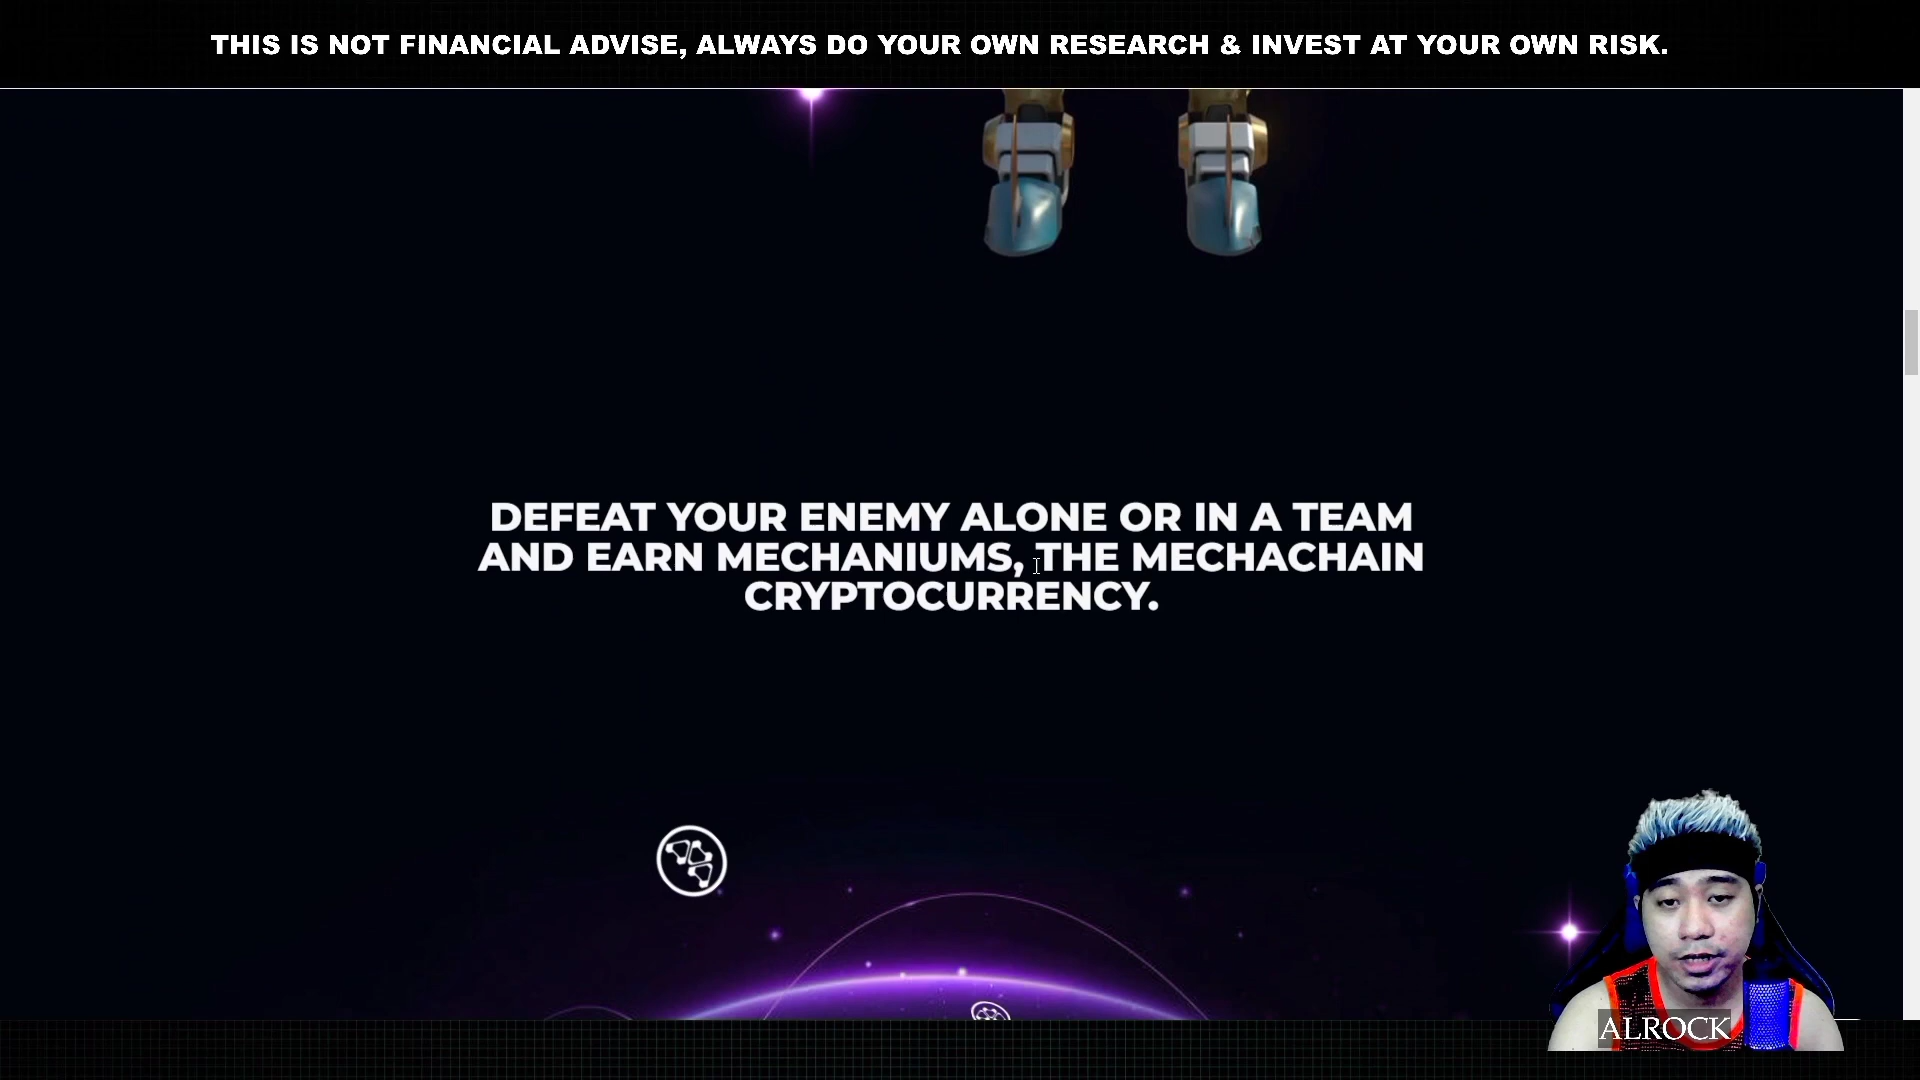 THIS IS NOT FINANCIAL ADVISE, ALWAYS DO YOUR OWN RESEARCH & INVEST AT YOUR OWN RISK.
DEFEAT YOUR ENEMY ALONE OR IN A TEAM
AND EARN MECHANIUMS, THE MECHACHAIN
CRYPTOCURRENCY.
ALROCK